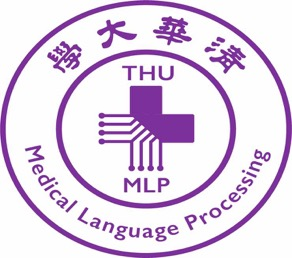 學大華清
THU
MLP
Medical Language Processing